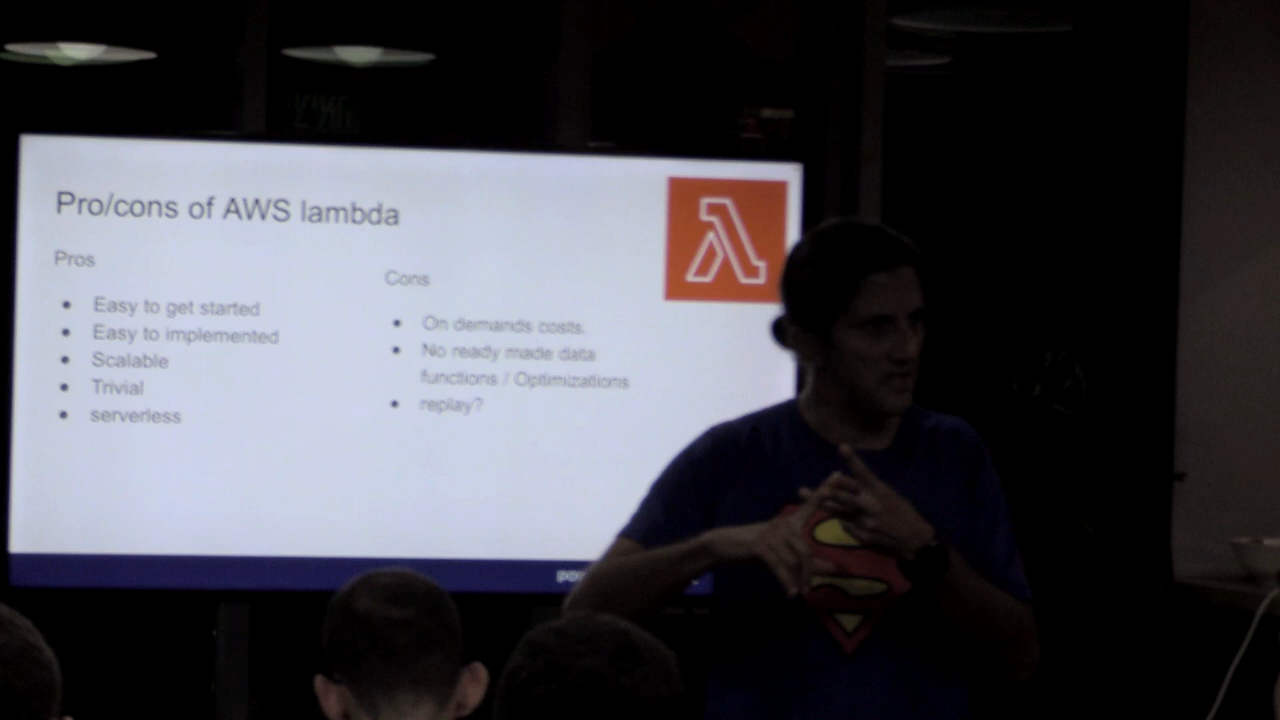 Pro/cons of AWS lambda
Pros
Easy to get started
Easy to implemented
Scalable
Trivial
serverless
Cons
On demands costs
No ready made data
functions / Optimizations
replay?